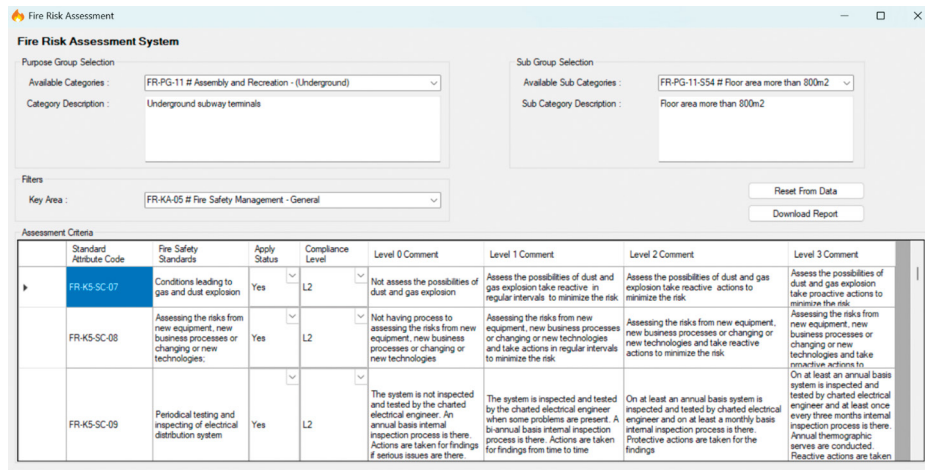 Fire Risk Assessment
Fire Risk Assessment System
Purpose Group Selection
Available Categories :
FR-PG-11 # Assembly and Recreation - (Underground)
Category Description :
Underground subway terminals
Sub Group Selection
Available Sub Categories :
FR-PG-11-S54 # Floor area more than 800m2
Sub Category Description :
Floor area more than 800m2
Filters
Key Area :
FR-KA-05 # Fire Safety Management - General
Reset From Data
Download Report
Assessment Criteria
Standard
Attribute Code
Fire Safety
Standards
Apply
Status
Compliance
Level
Level 0 Comment
Level 1 Comment
Level 2 Comment
Level 3 Comment
FR-K5-SC-07
Conditions leading to
gas and dust explosion
Yes
L2
Not assess the possibilities of
dust and gas explosion
Assess the possibilities of dust and
gas explosion take reactive in
regular intervals to minimize the risk
Assess the possibilities of dust and gas
explosion take reactive actions to
minimize the risk
Assess the possibilities of
dust and gas explosion
take proactive actions to
minimize the risk
FR-K5-SC-08
Assessing the risks from
new equipment, new
business processes or
changing or new
technologies;
Yes
L2
Not having process to
assessing the risks from new
equipment, new business
processes or changing or
new technologies
Assessing the risks from new
equipment, new business processes
or changing or new technologies
and take actions in regular intervals
to minimize the risk
Assessing the risks from new equipment,
new business processes or changing or
new technologies and take reactive
actions to minimize the risk
Assessing the risks from
new equipment, new
business processes or
changing or new
technologies and take
proactive actions to
FR-K5-SC-09
Periodical testing and
inspecting of electrical
distribution system
Yes
L2
The system is not inspected
and tested by the charted
electrical engineer. An
annual basis internal
inspection process is there.
Actions are taken for findings
if serious issues are there.
The system is inspected and tested
by the charted electrical engineer
when some problems are present. A
bi-annual basis internal inspection
process is there. Actions are taken
for findings from time to time
On at least an annual basis system is
inspected and tested by charted electrical
engineer and on at least a monthly basis
internal inspection process is there.
Protective actions are taken for the
findings
On at least an annual basis
system is inspected and
tested by charted electrical
engineer and at least once
every three months internal
inspection process is there.
Annual thermographic
serves are conducted.
Reactive actions are taken